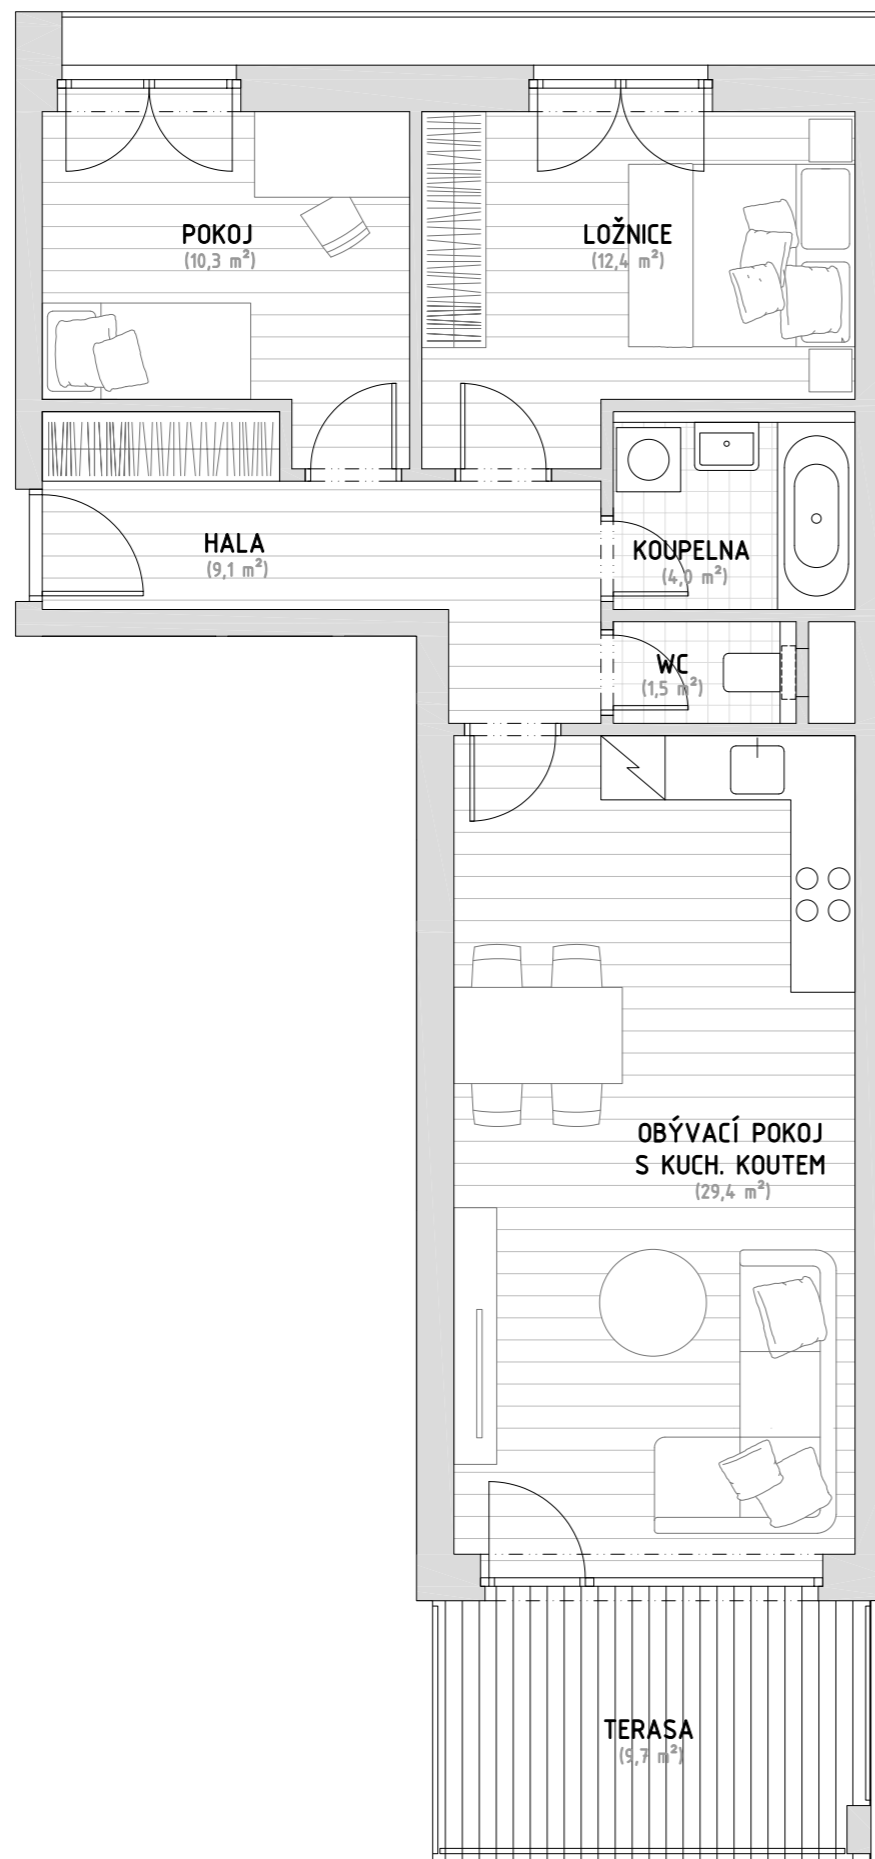 POKOJ
(10,3 m²)
LOŽNICE
(12,4 m²)
HALA
(9,1 m²)
KOUPELNA
(4,0 m²)
WC
(1,5 m²)
OBÝVACÍ POKOJ
S KUCH. KOUTEM
(29,4 m²)
TERASA
(9,7 m²)